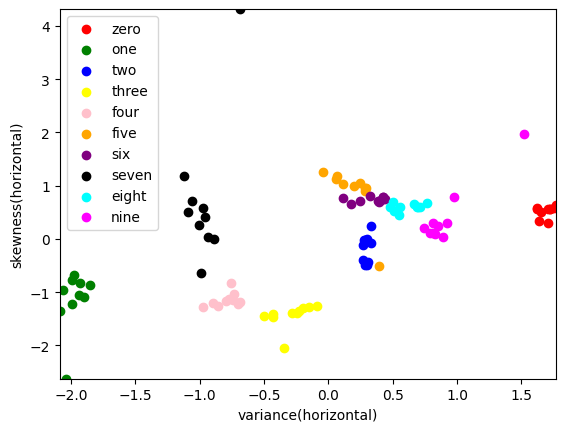 zero
one
two
three
four
five
six
seven
eight
nine
4
3
2
1
0
−1
−2
skewness(horizontal)
−2.0 −1.5 −1.0 −0.5 0.0 0.5 1.0 1.5
variance(horizontal)